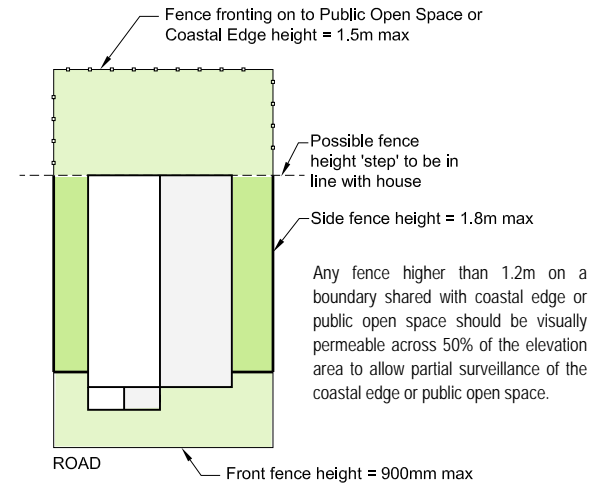 Fence fronting on to Public Open Space or
Coastal Edge height = 1.5m max
Possible fence
height 'step' to be in
line with house
Side fence height = 1.8m max
Any fence higher than 1.2m on a
boundary shared with coastal edge or
public open space should be visually
permeable across 50% of the elevation
area to allow partial surveillance of the
coastal edge or public open space.
ROAD
Front fence height = 900mm max